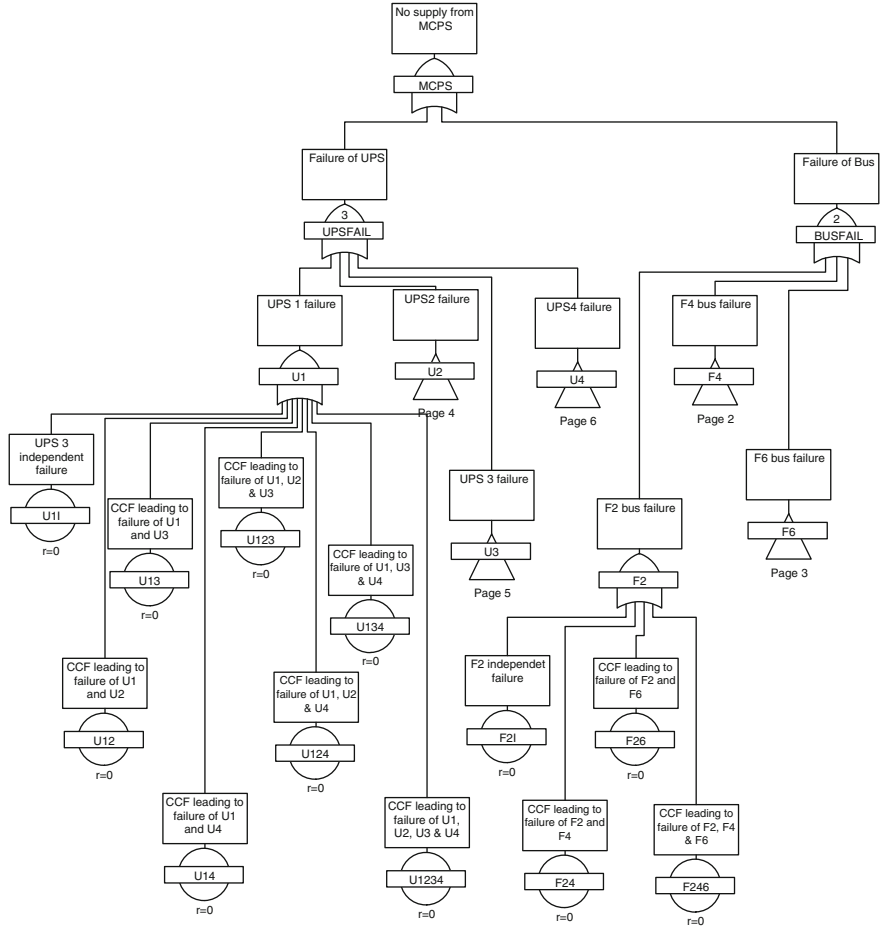 No supply from
MCPS
MCPS
Failure of UPS
3
UPSFAIL
Failure of Bus
2
BUSFAIL
UPS 1 failure
U1
UPS2 failure
U2
Page 4
UPS4 failure
U4
Page 6
F4 bus failure
F4
Page 2
UPS 3
independent
failure
U1I
r=0
CCF leading to
failure of U1
and U3
U13
r=0
CCF leading to
failure of U1, U2
& U3
U123
r=0
CCF leading to
failure of U1, U3
& U4
U134
r=0
UPS 3 failure
U3
Page 5
F2 bus failure
F2
F6 bus failure
F6
Page 3
CCF leading to
failure of U1
and U2
U12
r=0
CCF leading to
failure of U1, U2
& U4
U124
r=0
F2 independet
failure
F2I
r=0
CCF leading to
failure of F2 and
F6
F26
r=0
CCF leading to
failure of U1
and U4
U14
r=0
CCF leading to
failure of U1,
U2, U3 & U4
U1234
r=0
CCF leading to
failure of F2 and
F4
F24
r=0
CCF leading to
failure of F2, F4
& F6
F246
r=0